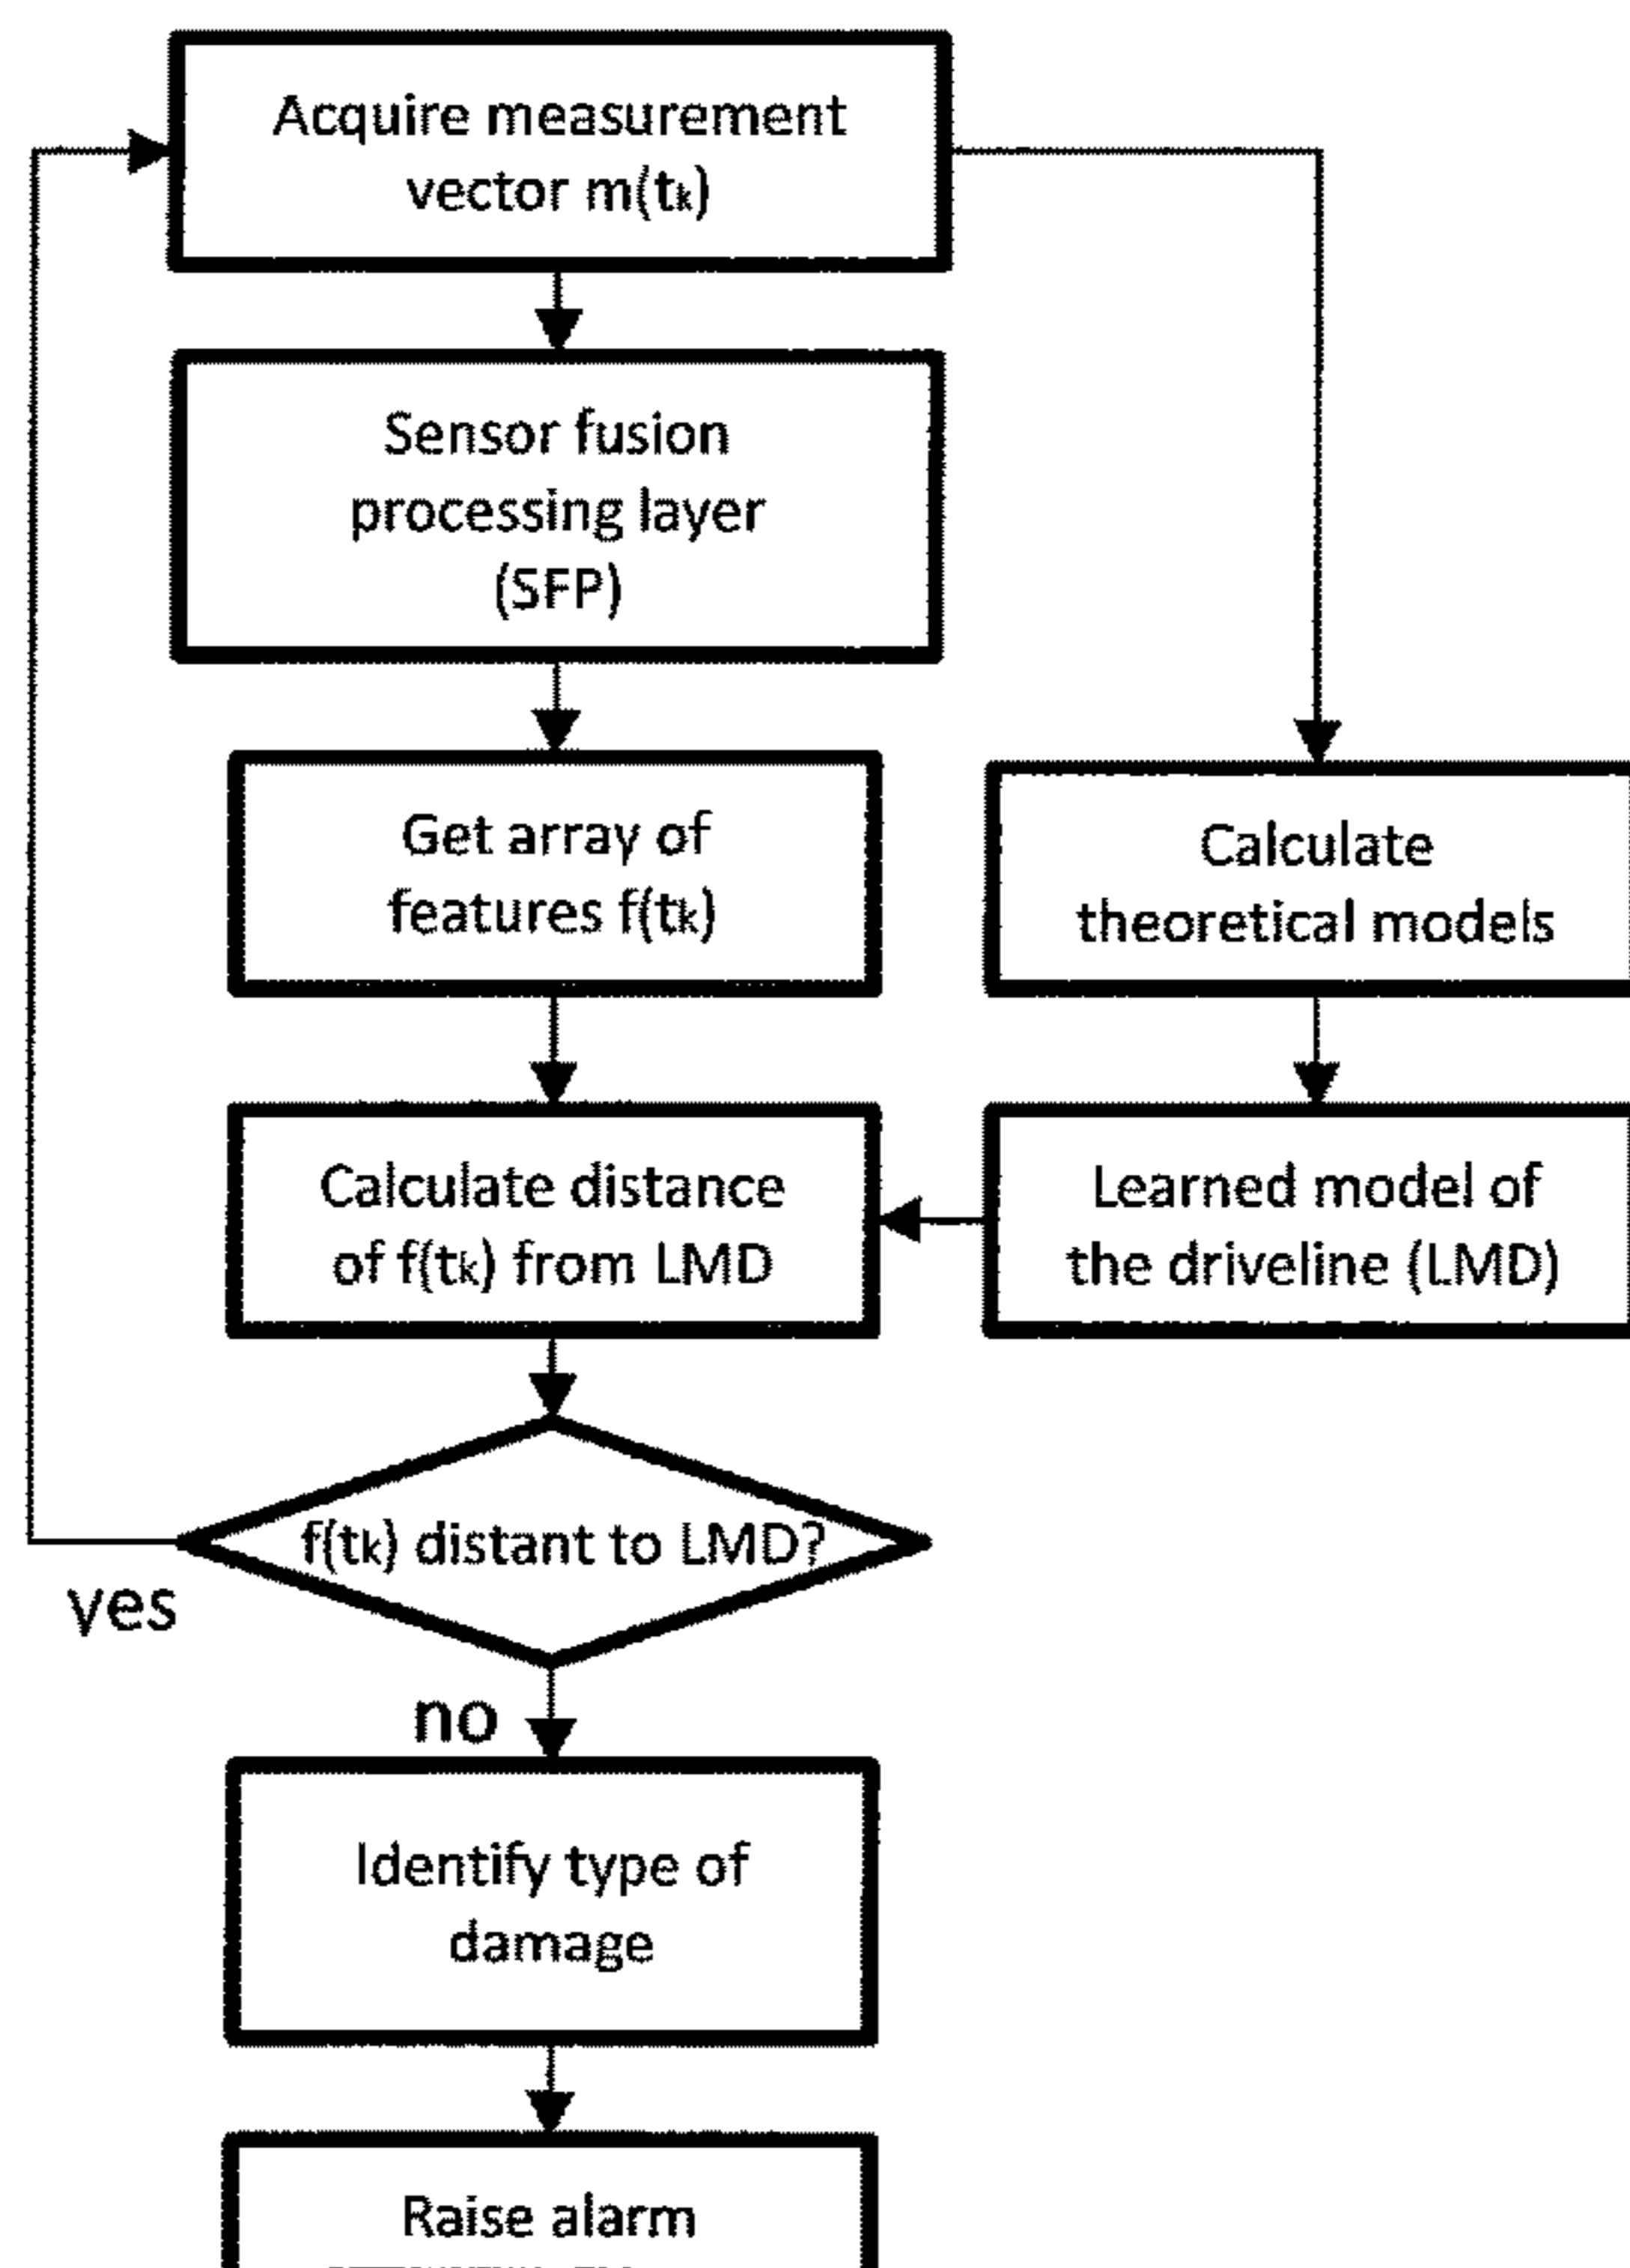 Acquire measurement
vector m(tk)
Sensor fusion
processing layer
(SFP)
Get array of
features f(tk)
Calculate
theoretical models
Calculate distance
of f(tk) from LMD
Learned model of
the driveline (LMD)
f(tk) distant to LMD?
yes
no
Identify type of
damage
Raise alarm